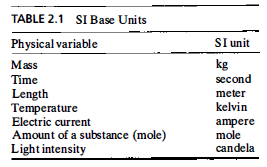 TABLE 2.1 SI Base Units
Physical variable SI unit
Mass kg
Time second
Length meter
Temperature kelvin
Electric current ampere
Amount of a substance (mole) mole
Light intensity candela